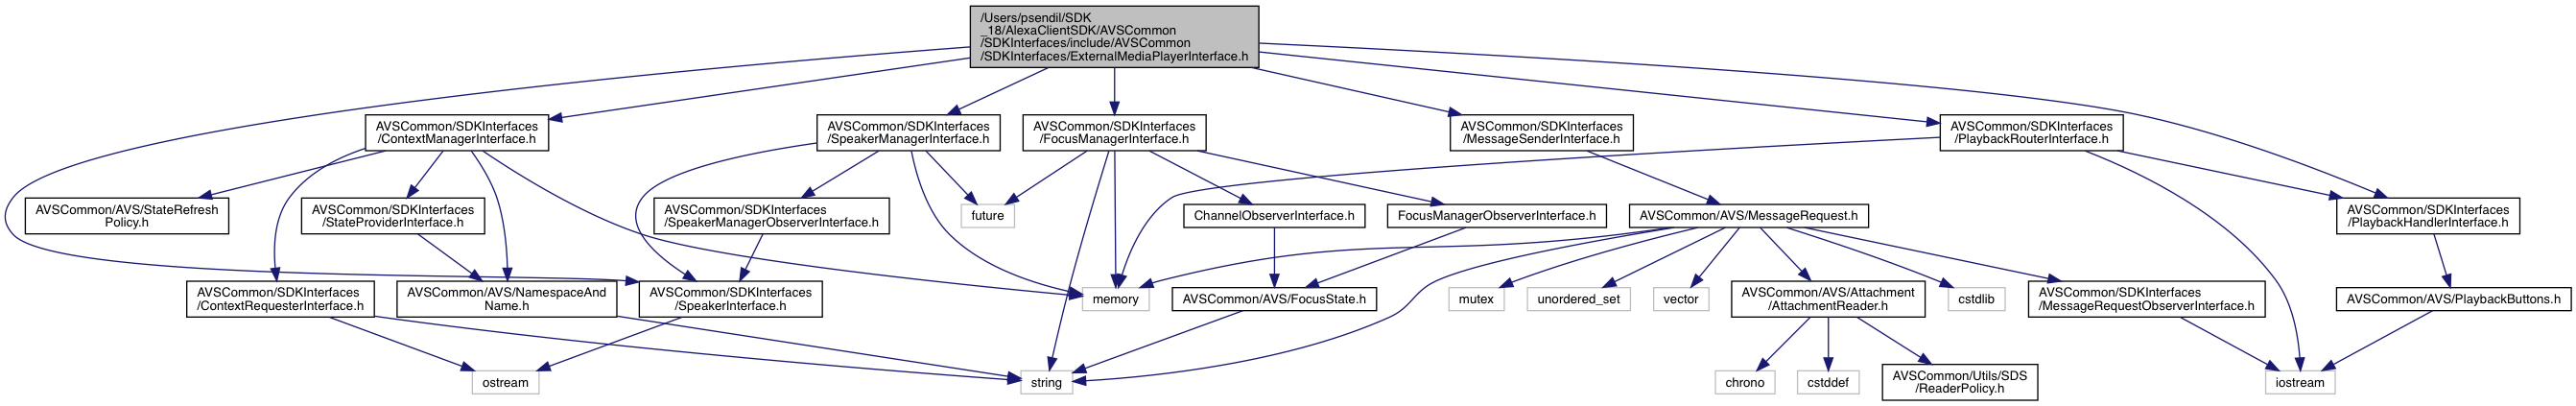 /Users/psendil/SDK
_18/AlexaClientSDK/AVSCommon
/SDKInterfaces/include/AVSCommon
/SDKInterfaces/ExternalMediaPlayerInterface.h
AVSCommon/SDKInterfaces
/ContextManagerInterface.h
AVSCommon/SDKInterfaces
/SpeakerManagerInterface.h
AVSCommon/SDKInterfaces
/FocusManagerInterface.h
AVSCommon/SDKInterfaces
/MessageSenderInterface.h
AVSCommon/SDKInterfaces
/PlaybackRouterInterface.h
AVSCommon/AVS/StateRefresh
Policy.h
AVSCommon/SDKInterfaces
/StateProviderInterface.h
AVSCommon/SDKInterfaces
/SpeakerManagerObserverInterface.h
future
ChannelObserverInterface.h
FocusManagerObserverInterface.h
AVSCommon/AVS/MessageRequest.h
AVSCommon/SDKInterfaces
/PlaybackHandlerInterface.h
AVSCommon/SDKInterfaces
/ContextRequesterInterface.h
AVSCommon/AVS/NamespaceAnd
Name.h
AVSCommon/SDKInterfaces
/SpeakerInterface.h
memory
AVSCommon/AVS/FocusState.h
mutex
unordered_set
vector
AVSCommon/AVS/Attachment
/AttachmentReader.h
cstdlib
AVSCommon/SDKInterfaces
/MessageRequestObserverInterface.h
AVSCommon/AVS/PlaybackButtons.h
ostream
string
chrono
cstddef
AVSCommon/Utils/SDS
/ReaderPolicy.h
iostream